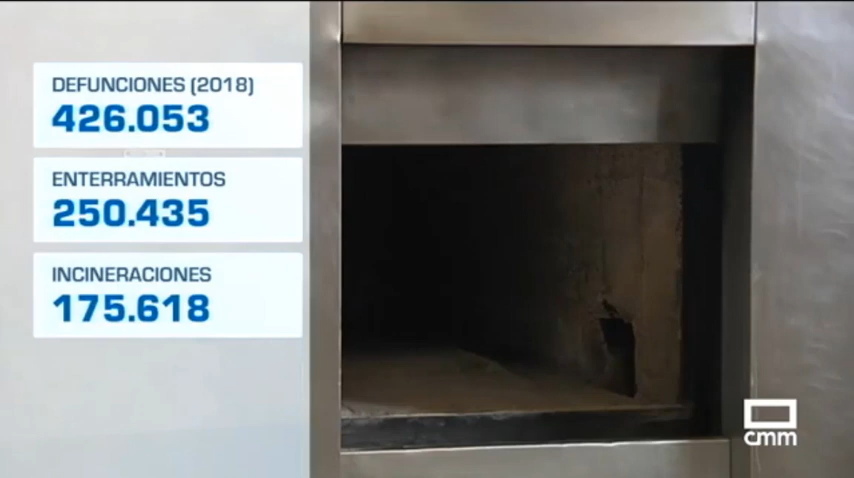 DEFUNCIONES (2018)
426.053
ENTERRAMIENTOS
250.435
INCINERACIONES
175.618
cmm